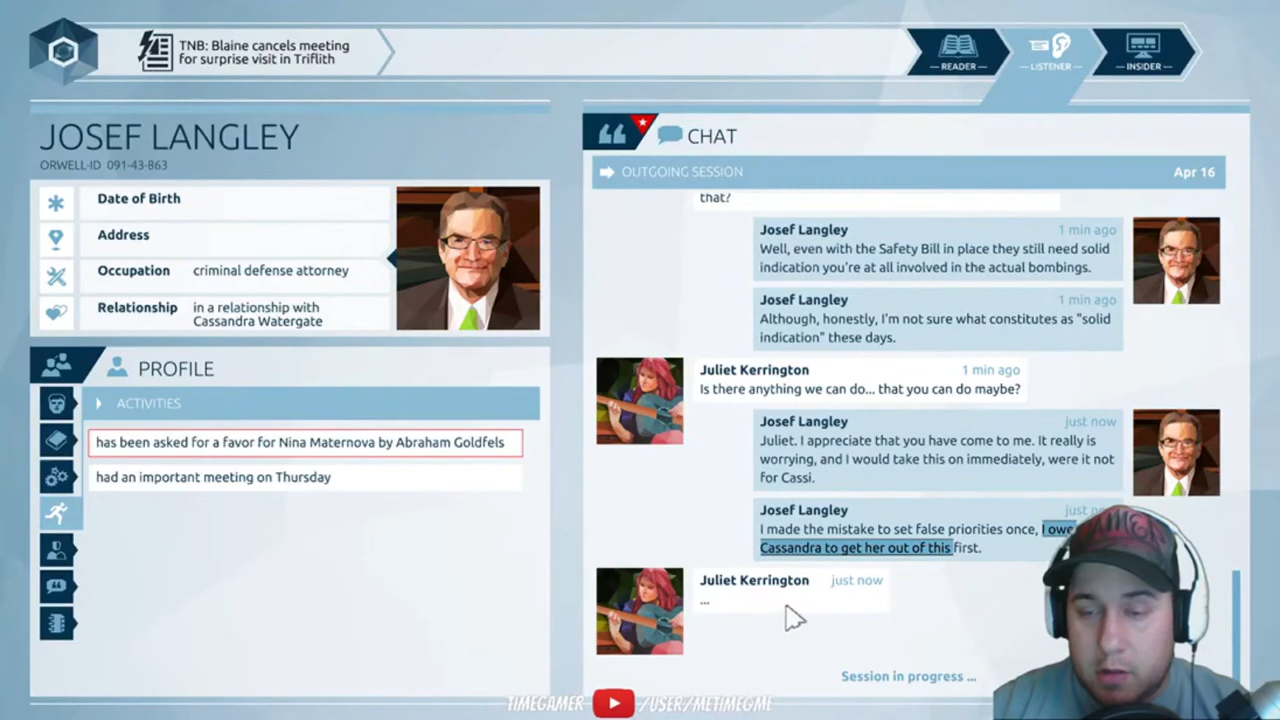 TNB: Blaine cancels meeting
for surprise visit in Triflith
READER
LISTENER
INSIDER
JOSEF LANGLEY
ORWELL-ID 091-43-863
Date of Birth
Address
Occupation criminal defense attorney
Relationship in a relationship with
Cassandra Watergate
PROFILE
ACTIVITIES
has been asked for a favor for Nina Maternova by Abraham Goldfels
had an important meeting on Thursday
CHAT
OUTGOING SESSION Apr 16
that?
Josef Langley 1 min ago
Well, even with the Safety Bill in place they still need solid
indication you're at all involved in the actual bombings.
Josef Langley 1 min ago
Although, honestly, I'm not sure what constitutes as "solid
indication" these days.
Juliet Kerrington 1 min ago
Is there anything we can do... that you can do maybe?
Josef Langley just now
Juliet. I appreciate that you have come to me. It really is
worrying, and I would take this on immediately, were it not
for Cassi.
Josef Langley just
I made the mistake to set false priorities once, I owe
Cassandra to get her out of this first.
Juliet Kerrington just now
...
Session in progress ...
TIMEGAMER /USER/METIMEGME